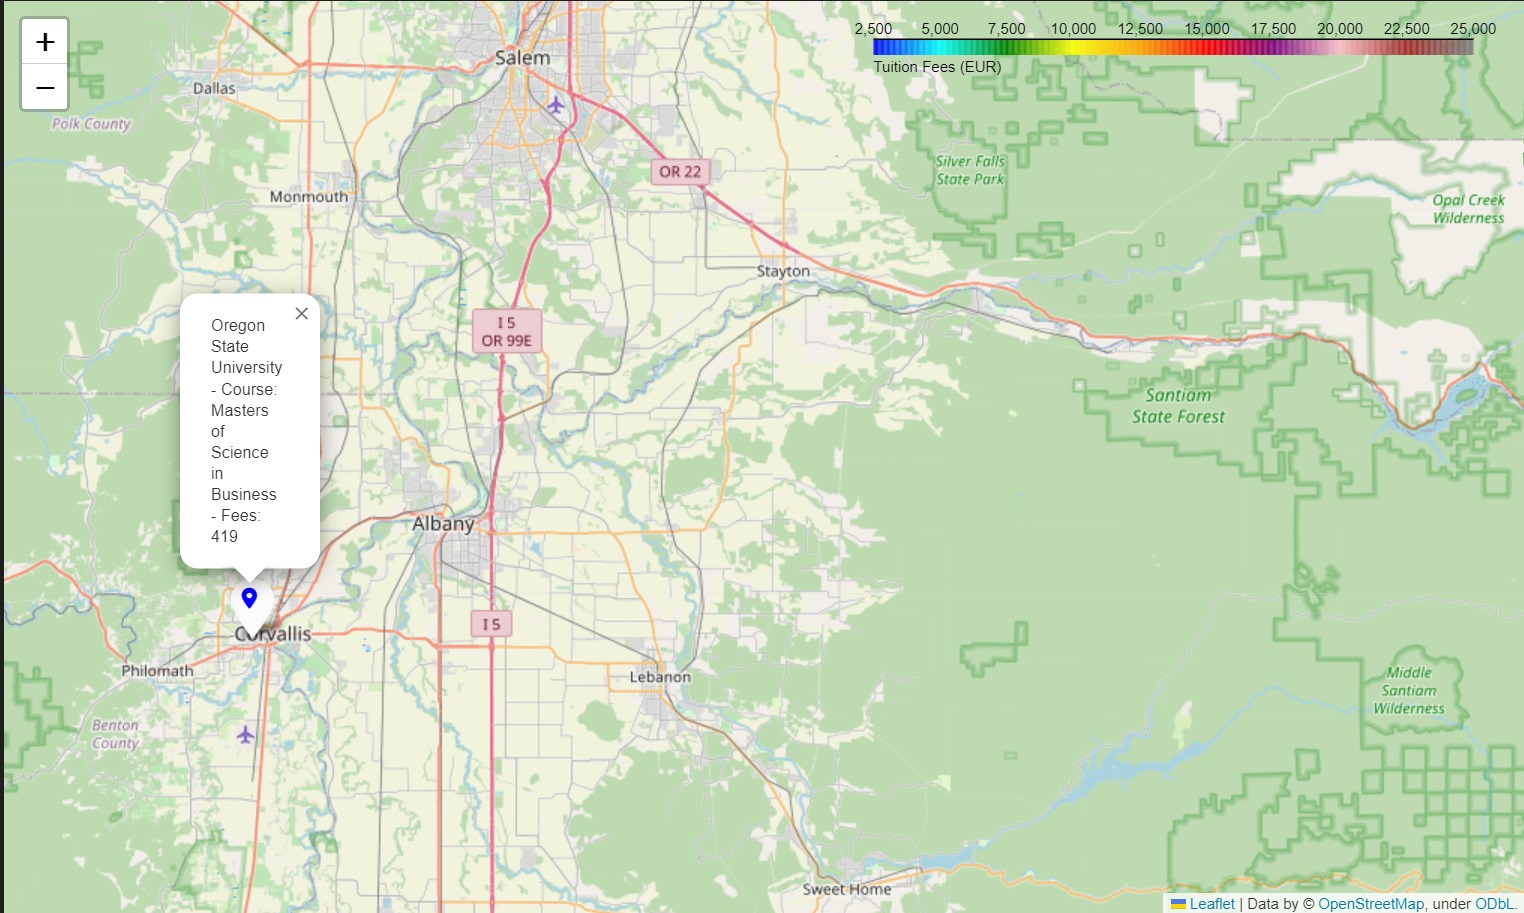 +
−
2,500 5,000 7,500 10,000 12,500 15,000 17,500 20,000 22,500 25,000
Tuition Fees (EUR)
Salem
Dallas
Polk County
Monmouth
OR 22
Silver Falls
State Park
Opal Creek
Wilderness
Stayton
I 5
OR 99E
×
Oregon
State
University
- Course:
Masters
of
Science
in
Business
- Fees:
419
Santiam
State Forest
Albany
I 5
Corvallis
Philomath
Lebanon
Benton
County
Middle
Santiam
Wilderness
Sweet Home
Leaflet | Data by © OpenStreetMap, under ODbL.